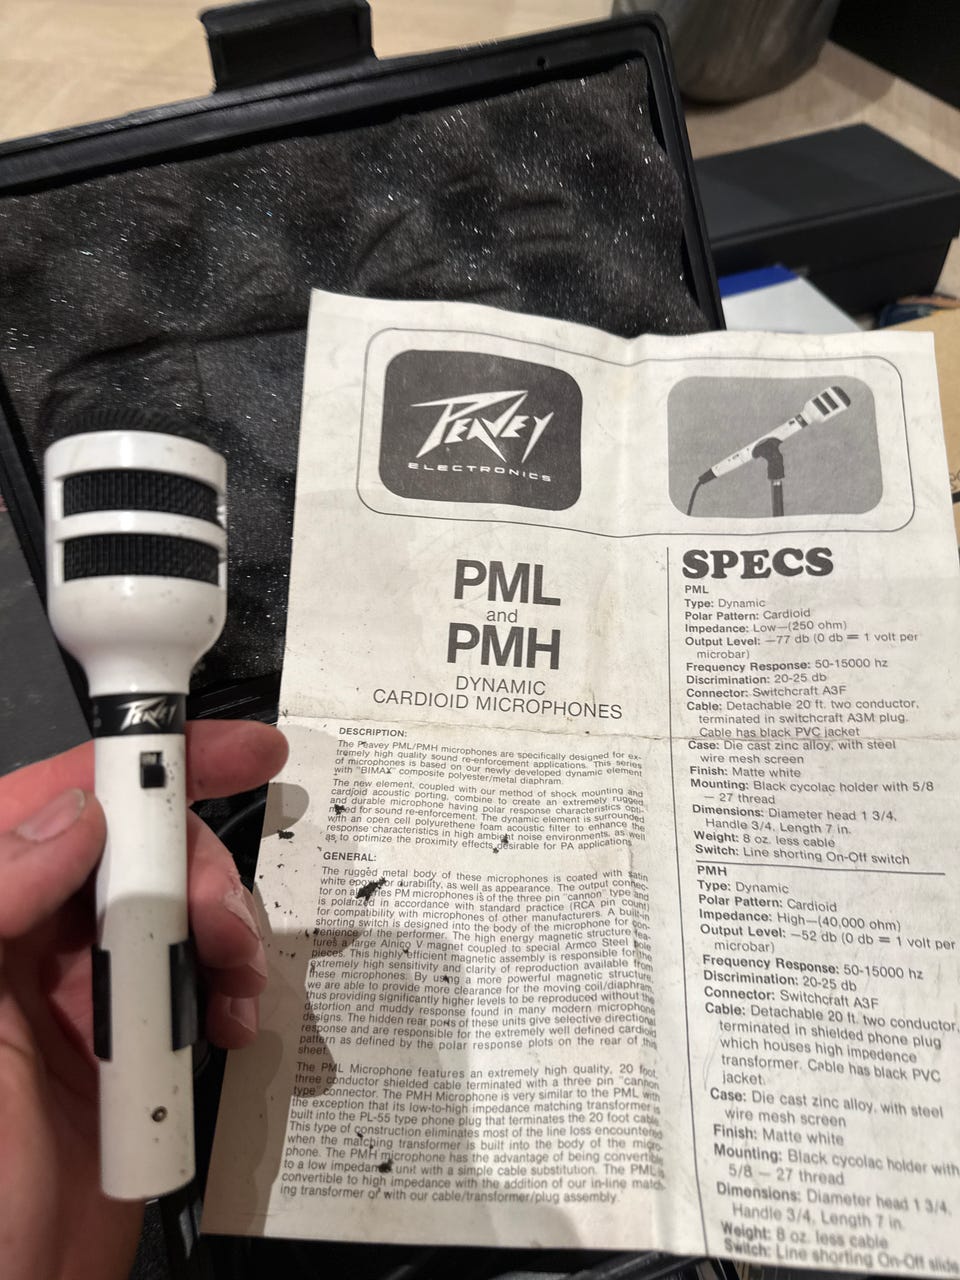 PEAVEY
ELECTRONICS
PEAVEY
PML
and
PMH
DYNAMIC
CARDIOID MICROPHONES
DESCRIPTION:
The Peavey PML/PMH microphones are specifically designed for ex-
tremely high quality sound re-enforcement applications. This series
of microphones is based on our newly developed dynamic element
with "BIMAX" composite polyester/metal diaphram.
The new element, coupled with our method of shock mounting and
cardioid acoustic porting, combine to create an extremely rugged
and durable microphone having polar response characteristics opti-
mized for sound re-enforcement. The dynamic element is surrounded
with an open cell polyurethene foam acoustic filter to enhance the
response characteristics in high ambient noise environments, as well
as to optimize the proximity effects desirable for PA applications.
GENERAL:
The rugged metal body of these microphones is coated with satin
white epoxy for durability, as well as appearance. The output connec-
tor on all series PM microphones is of the three pin "cannon" type and
is polarized in accordance with standard practice (RCA pin count)
for compatibility with microphones of other manufacturers. A built-in
shorting switch is designed into the body of the microphone for con-
venience of the performer. The high energy magnetic structure fea-
tures a large Alnico V magnet coupled to special Armco Steel pole
pieces. This highly efficient magnetic assembly is responsible for the
extremely high sensitivity and clarity of reproduction available from
these microphones. By using a more powerful magnetic structure,
we are able to provide more clearance for the moving coil/diaphram,
thus providing significantly higher levels to be reproduced without the
distortion and muddy response found in many modern microphone
designs. The hidden rear ports of these units give selective directional
response and are responsible for the extremely well defined cardioid
pattern as defined by the polar response plots on the rear of this
sheet.
The PML Microphone features an extremely high quality, 20 foot,
three conductor shielded cable terminated with a three pin "cannon
type" connector. The PMH Microphone is very similar to the PML with
the exception that its low-to-high impedance matching transformer is
built into the PL-55 type phone plug that terminates the 20 foot cable.
This type of construction eliminates most of the line loss encountered
when the matching transformer is built into the body of the micro-
phone. The PMH microphone has the advantage of being convertible
to a low impedance unit with a simple cable substitution. The PML is
convertible to high impedance with the addition of our in-line match-
ing transformer or with our cable/transformer/plug assembly.
SPECS
PML
Type: Dynamic
Polar Pattern: Cardioid
Impedance: Low—(250 ohm)
Output Level: —77 db (0 db = 1 volt per
microbar)
Frequency Response: 50-15000 hz
Discrimination: 20-25 db
Connector: Switchcraft A3F
Cable: Detachable 20 ft. two conductor,
terminated in switchcraft A3M plug.
Cable has black PVC jacket
Case: Die cast zinc alloy, with steel
wire mesh screen
Finish: Matte white
Mounting: Black cycolac holder with 5/8
— 27 thread
Dimensions: Diameter head 1 3/4,
Handle 3/4, Length 7 in.
Weight: 8 oz. less cable
Switch: Line shorting On-Off switch
PMH
Type: Dynamic
Polar Pattern: Cardioid
Impedance: High—(40,000 ohm)
Output Level: —52 db (0 db = 1 volt per
microbar)
Frequency Response: 50-15000 hz
Discrimination: 20-25 db
Connector: Switchcraft A3F
Cable: Detachable 20 ft. two conductor,
terminated in shielded phone plug
which houses high impedence
transformer. Cable has black PVC
jacket.
Case: Die cast zinc alloy, with steel
wire mesh screen
Finish: Matte white
Mounting: Black cycolac holder with
5/8 — 27 thread
Dimensions: Diameter head 1 3/4,
Handle 3/4, Length 7 in.
Weight: 8 oz. less cable
Switch: Line shorting On-Off slide